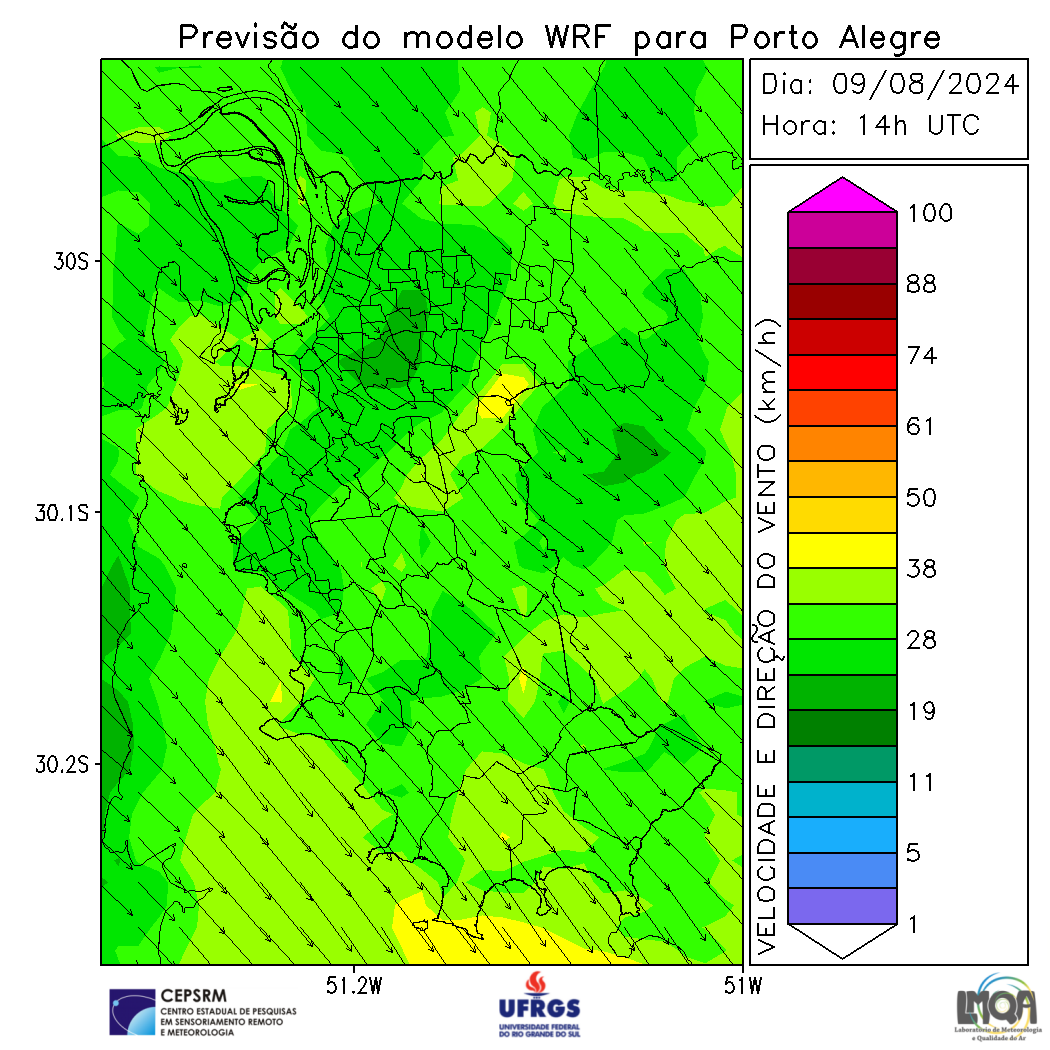 Previsão do modelo WRF para Porto Alegre
Dia: 09/08/2024
Hora: 14h UTC
30S
30.1S
30.2S
51.2W
51W
VELOCIDADE E DIREÇÃO DO VENTO (km/h)
100
88
74
61
50
38
28
19
11
5
1
CEPSRM
CENTRO ESTADUAL DE PESQUISAS
EM SENSORIAMENTO REMOTO
E METEOROLOGIA
UFRGS
UNIVERSIDADE FEDERAL
DO RIO GRANDE DO SUL
LMQA
Laboratório de Meteorologia
e Qualidade do Ar